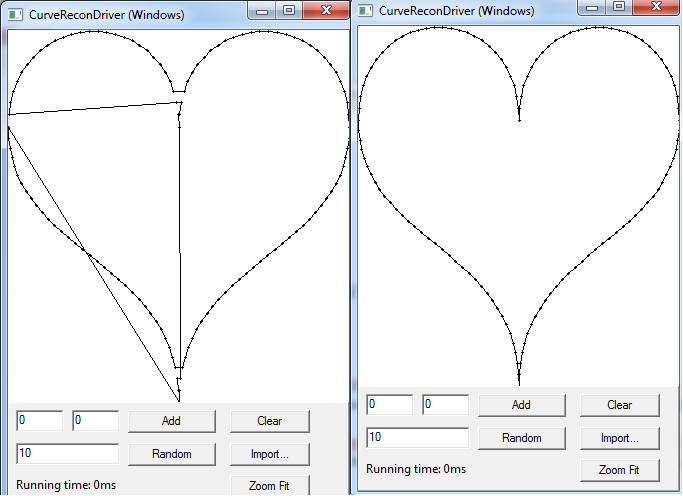 CurveReconDriver (Windows)
0 0 Add Clear
10 Random Import...
Running time: 0ms
Zoom Fit
CurveReconDriver (Windows)
0 0 Add Clear
10 Random Import...
Running time: 0ms
Zoom Fit